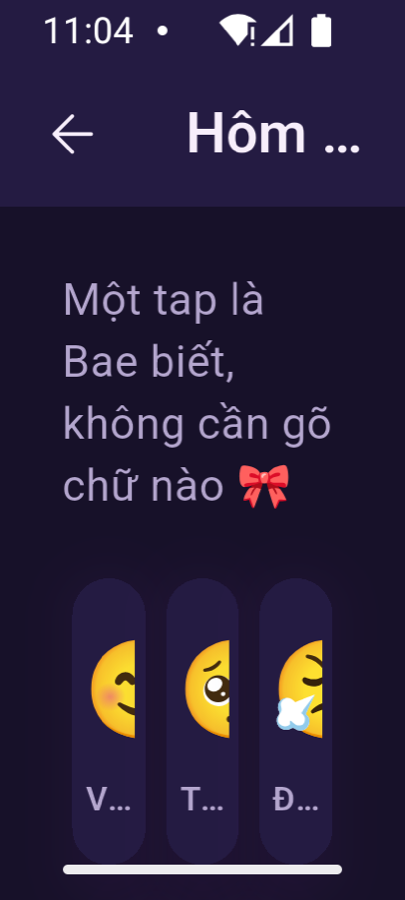 11:04
Hôm ...
Một tap là
Bae biết,
không cần gõ
chữ nào 🎀
V... T... Đ...